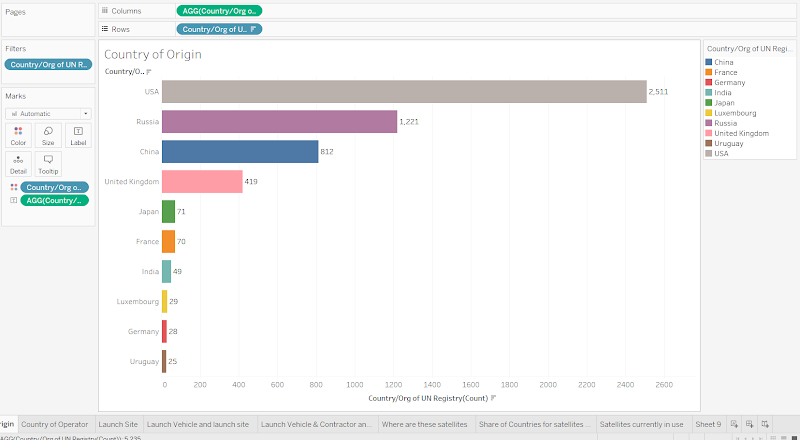 Pages
Columns AGG(Country/Org o..
Rows Country/Org of U..
Filters
Country/Org of UN R..
Marks
Automatic
Color Size Label
Detail Tooltip
Country/Org o..
AGG(Country/..
Country of Origin
Country/O..
USA 2,511
Russia 1,221
China 812
United Kingdom 419
Japan 71
France 70
India 49
Luxembourg 29
Germany 28
Uruguay 25
0 200 400 600 800 1000 1200 1400 1600 1800 2000 2200 2400 2600
Country/Org of UN Registry(Count)
Country/Org of UN Regi...
China
France
Germany
India
Japan
Luxembourg
Russia
United Kingdom
Uruguay
USA
rigin Country of Operator Launch Site Launch Vehicle and launch site Launch Vehicle & Contractor an... Where are these satellites Share of Countries for satellites ... Satellites currently in use Sheet 9
AGG(Country/Org of UN Registry(Count)): 5,235